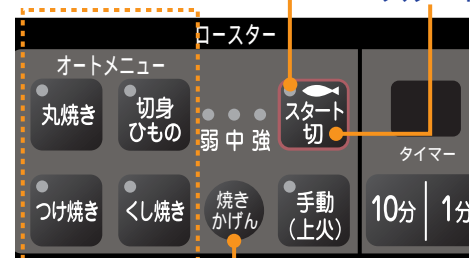 ロースター
オートメニュー
丸焼き
切身
ひもの
弱 中 強
スタート
切
タイマー
つけ焼き
くし焼き
焼き
かげん
手動
(上火)
10分